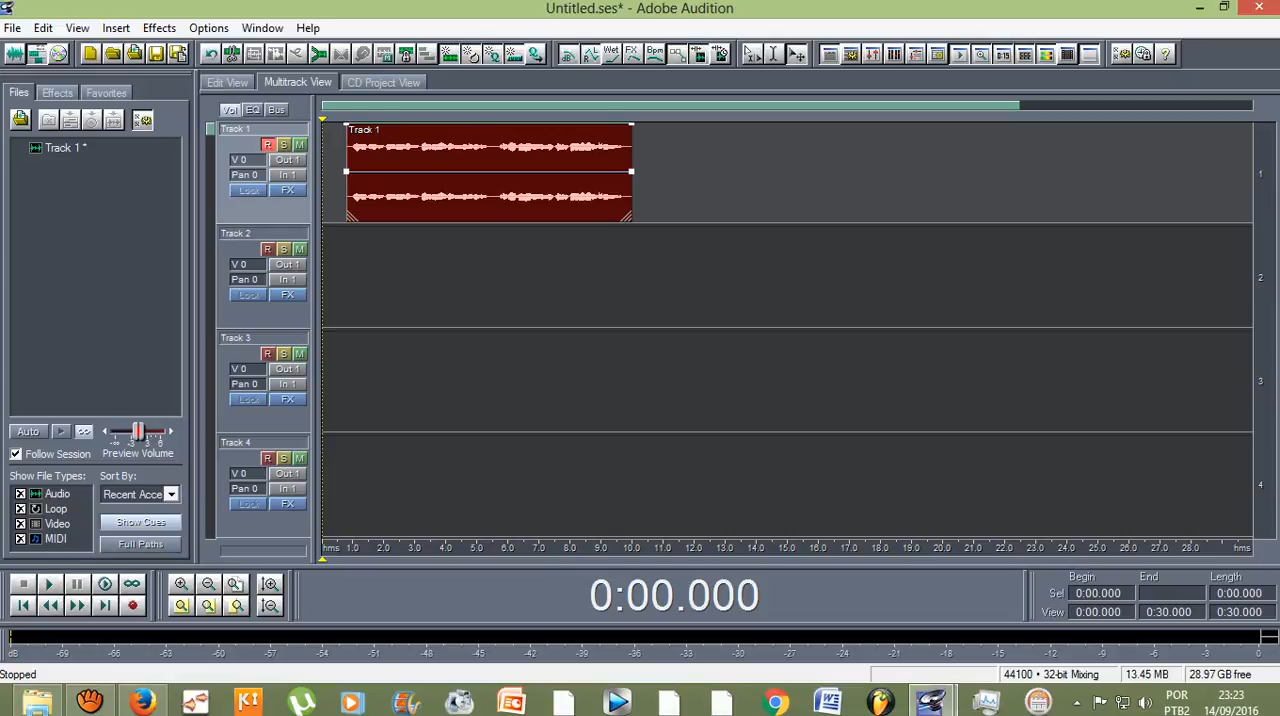 Untitled.ses* - Adobe Audition
File Edit View Insert Effects Options Window Help
Wet FX Bpm
Files Effects Favorites
Edit View Multitrack View CD Project View
Vol EQ Bus
Track 1 *
Track 1
R S M
V 0 Out 1
Pan 0 In 1
Lock FX
Track 1
1
Track 2
R S M
V 0 Out 1
Pan 0 In 1
Lock FX
2
Track 3
R S M
V 0 Out 1
Pan 0 In 1
Lock FX
3
Track 4
R S M
V 0 Out 1
Pan 0 In 1
Lock FX
4
Auto
-∞ -3 3 6
Follow Session Preview Volume
Show File Types: Sort By:
Audio Recent Acce
Loop
Video Show Cues
MIDI Full Paths
hms 1.0 2.0 3.0 4.0 5.0 6.0 7.0 8.0 9.0 10.0 11.0 12.0 13.0 14.0 15.0 16.0 17.0 18.0 19.0 20.0 21.0 22.0 23.0 24.0 25.0 26.0 27.0 28.0 hms
0:00.000
Begin End Length
Sel 0:00.000 0:00.000
View 0:00.000 0:30.000 0:30.000
dB -69 -66 -63 -60 -57 -54 -51 -48 -45 -42 -39 -36 -33 -30 -27 -24 -21 -18 -15 -12 -9 -6 -3 0
Stopped 44100 • 32-bit Mixing 13.45 MB 28.97 GB free
Ki
POR 23:23
PTB2 14/09/2016